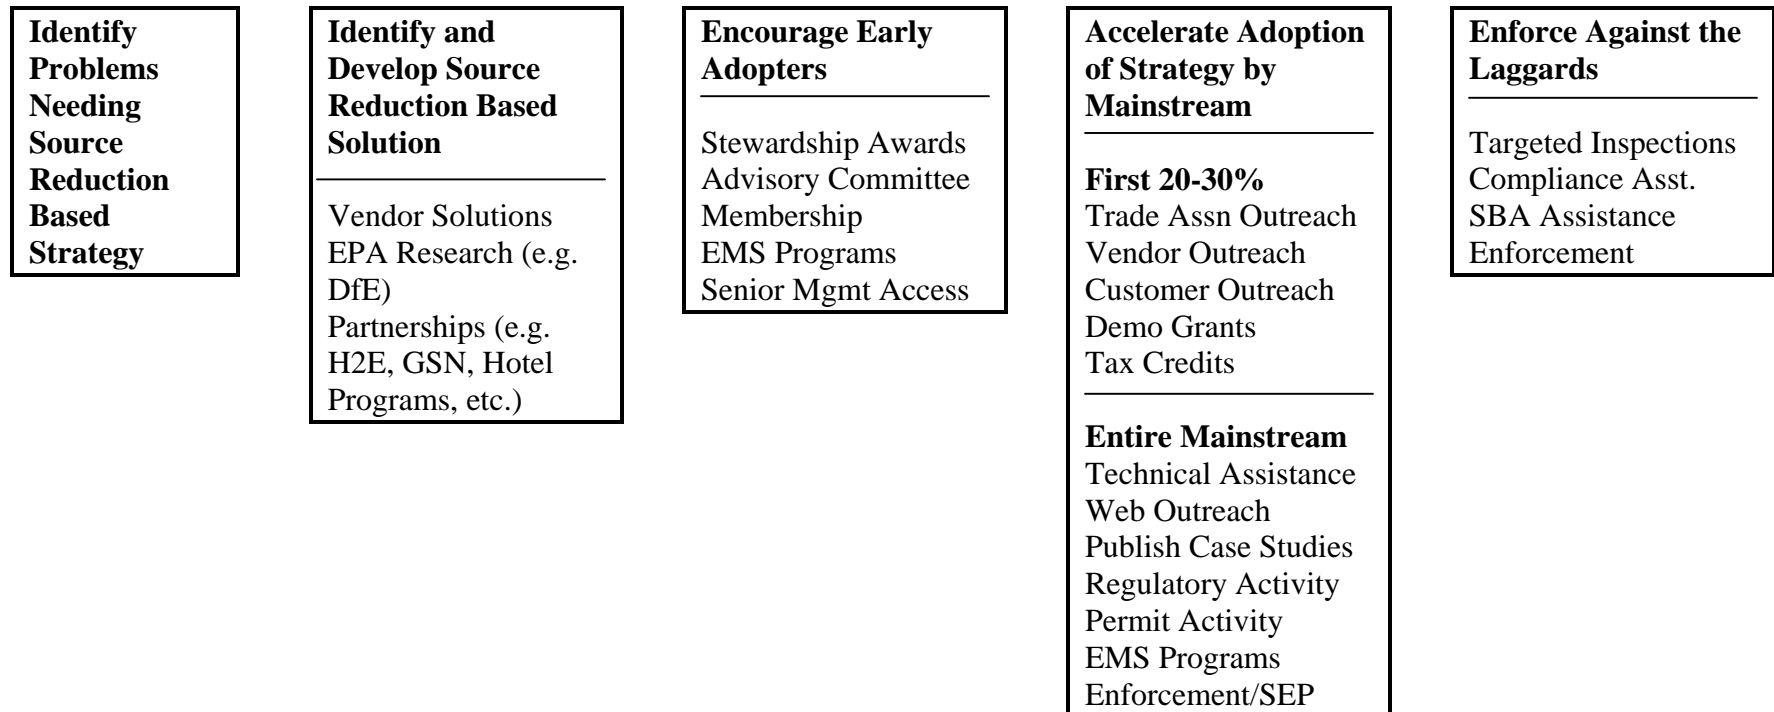 Identify
Problems
Needing
Source
Reduction
Based
Strategy
Identify and
Develop Source
Reduction Based
Solution
Vendor Solutions
EPA Research (e.g.
DfE)
Partnerships (e.g.
H2E, GSN, Hotel
Programs, etc.)
Encourage Early
Adopters
Stewardship Awards
Advisory Committee
Membership
EMS Programs
Senior Mgmt Access
Accelerate Adoption
of Strategy by
Mainstream
First 20-30%
Trade Assn Outreach
Vendor Outreach
Customer Outreach
Demo Grants
Tax Credits
Entire Mainstream
Technical Assistance
Web Outreach
Publish Case Studies
Regulatory Activity
Permit Activity
EMS Programs
Enforcement/SEP
Enforce Against the
Laggards
Targeted Inspections
Compliance Asst.
SBA Assistance
Enforcement